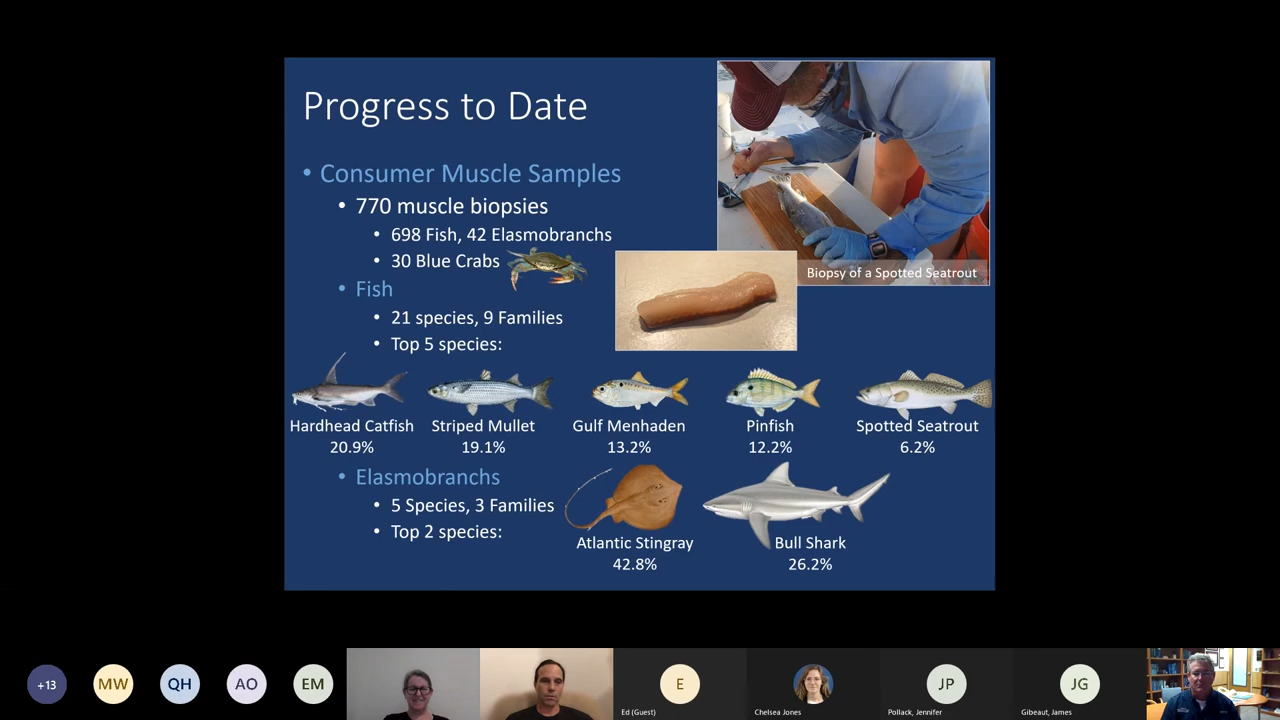 Progress to Date
• Consumer Muscle Samples
• 770 muscle biopsies
• 698 Fish, 42 Elasmobranchs
• 30 Blue Crabs
Biopsy of a Spotted Seatrout
• Fish
• 21 species, 9 Families
• Top 5 species:
Hardhead Catfish
20.9%
Striped Mullet
19.1%
Gulf Menhaden
13.2%
Pinfish
12.2%
Spotted Seatrout
6.2%
• Elasmobranchs
• 5 Species, 3 Families
• Top 2 species:
Atlantic Stingray
42.8%
Bull Shark
26.2%
+13
MW
QH
AO
EM
E
Ed (Guest)
Chelsea Jones
JP
Pollack, Jennifer
JG
Gibeaut, James